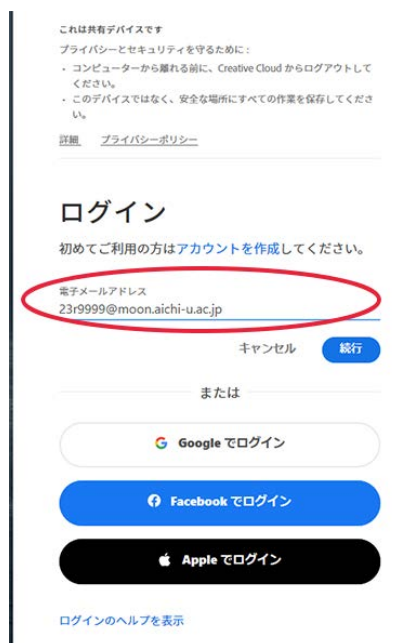 これは共有デバイスです
プライバシーとセキュリティを守るために :
・ コンピューターから離れる前に、Creative Cloud からログアウトして
ください。
・ このデバイスではなく、安全な場所にすべての作業を保存してくださ
い。
詳細 プライバシーポリシー
ログイン
初めてご利用の方はアカウントを作成してください。
電子メールアドレス
23r9999@moon.aichi-u.ac.jp
キャンセル 続行
または
Google でログイン
Facebook でログイン
Apple でログイン
ログインのヘルプを表示